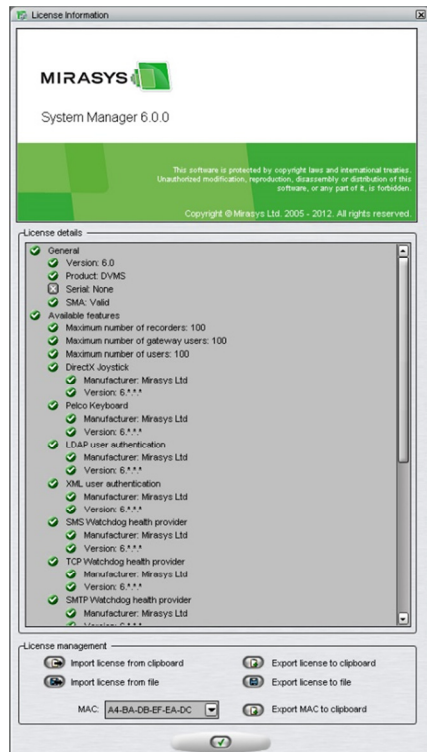 License Information
MIRASYS
System Manager 6.0.0
This software is protected by copyright laws and international treaties.
Unauthorized modification, reproduction, disassembly or distribution of this
software, or any part of it, is forbidden.
Copyright © Mirasys Ltd. 2005 - 2012. All rights reserved.
License details
General
Version: 6.0
Product: DVMS
Serial: None
SMA: Valid
Available features
Maximum number of recorders: 100
Maximum number of gateway users: 100
Maximum number of users: 100
DirectX Joystick
Manufacturer: Mirasys Ltd
Version: 6.*.*.*
Pelco Keyboard
Manufacturer: Mirasys Ltd
Version: 6.*.*.*
LDAP user authentication
Manufacturer: Mirasys Ltd
Version: 6.*.*.*
XML user authentication
Manufacturer: Mirasys Ltd
Version: 6.*.*.*
SMS Watchdog health provider
Manufacturer: Mirasys Ltd
Version: 6.*.*.*
TCP Watchdog health provider
Manufacturer: Mirasys Ltd
Version: 6.*.*.*
SMTP Watchdog health provider
Manufacturer: Mirasys Ltd
Version: 6.*.*.*
License management
Import license from clipboard
Export license to clipboard
Import license from file
Export license to file
MAC: A4-BA-DB-EF-EA-DC
Export MAC to clipboard